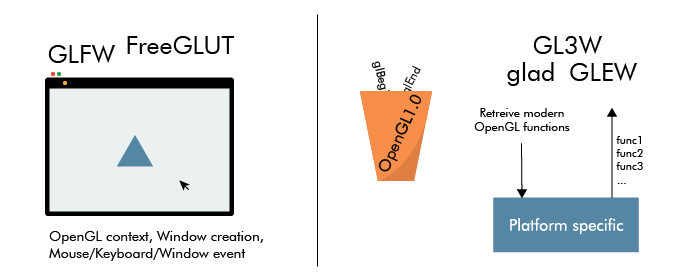 GLFW FreeGLUT
OpenGL context, Window creation,
Mouse/Keyboard/Window event
glBegi
glEnd
OpenGL1.0
GL3W
glad GLEW
Retreive modern
OpenGL functions
func1
func2
func3
...
Platform specific